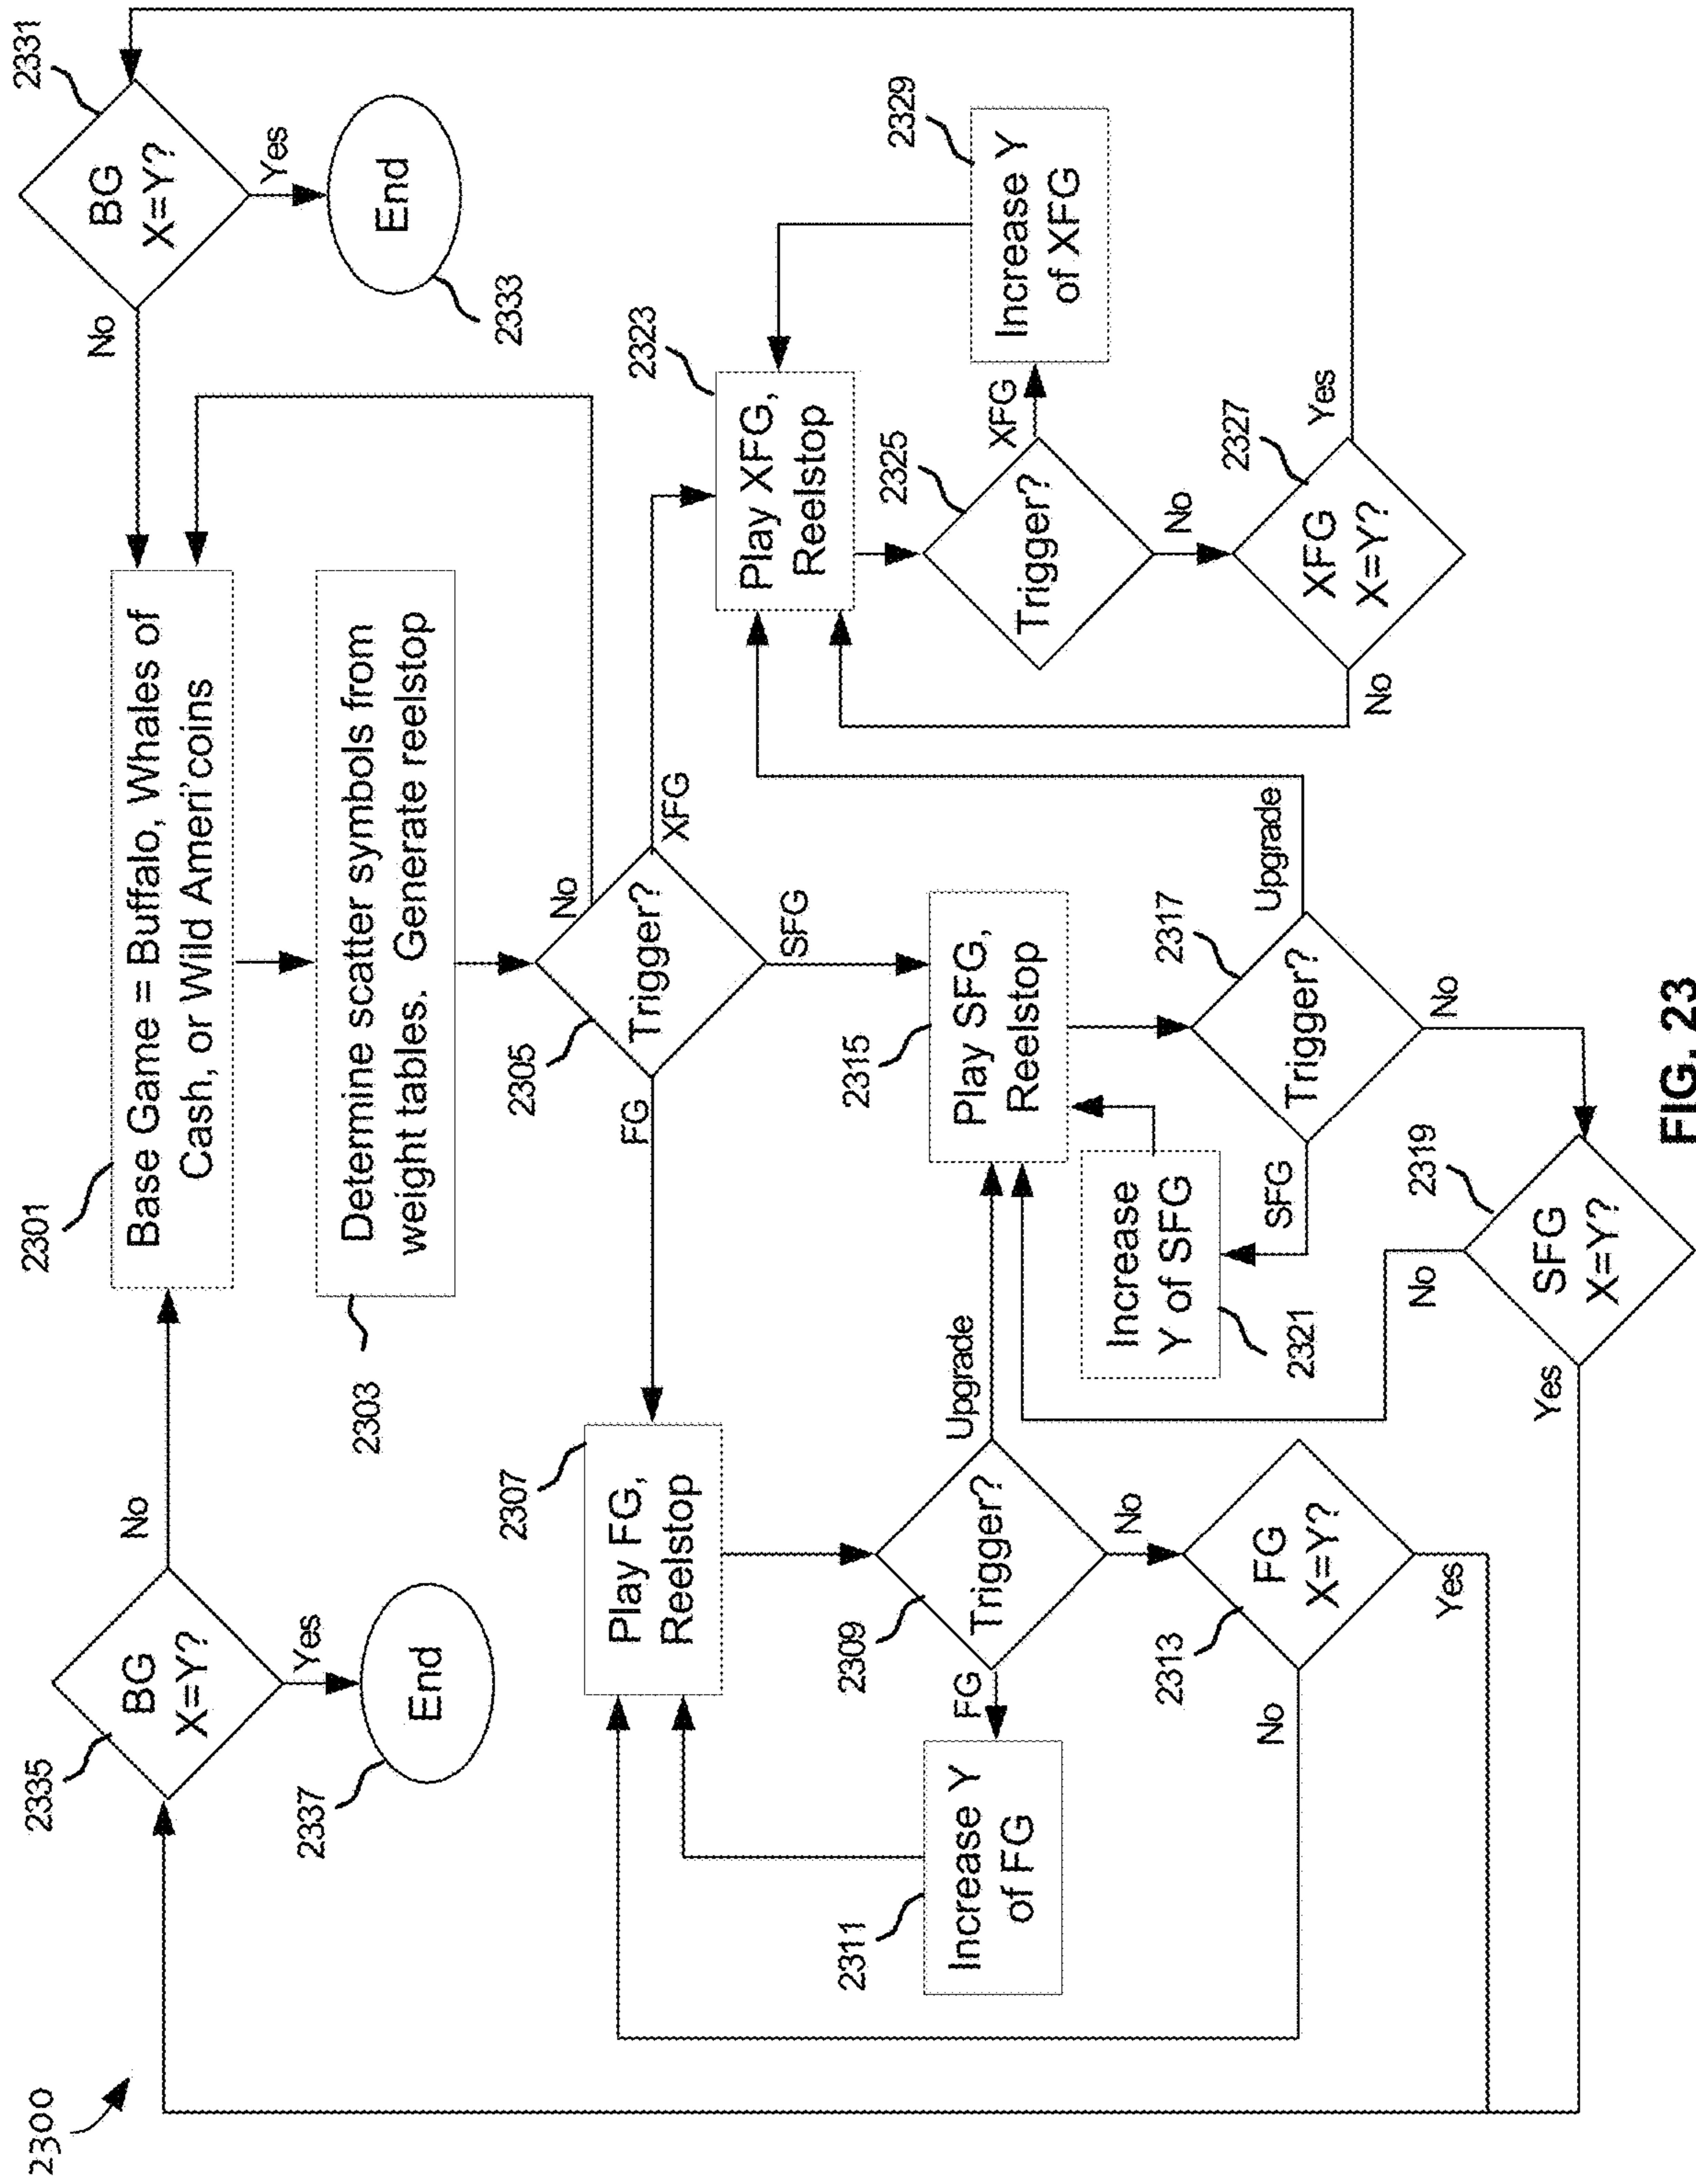 2300
2335
BG
X=Y?
No
Yes
2337
End
2301
Base Game = Buffalo, Whales of
Cash, or Wild Ameri'coins
No
BG
X=Y?
2331
Yes
End
2333
2303
Determine scatter symbols from
weight tables. Generate reelstop
2305
Trigger?
No
FG
SFG
XFG
2307
Play FG,
Reelstop
2309
Trigger?
FG
Upgrade
No
2311
Increase Y
of FG
2313
FG
X=Y?
No
Yes
2315
Play SFG,
Reelstop
2317
Trigger?
SFG
Upgrade
No
Increase
Y of SFG
2321
2319
SFG
X=Y?
No
Yes
2323
Play XFG,
Reelstop
2325
Trigger?
XFG
No
2329
Increase Y
of XFG
2327
XFG
X=Y?
No
Yes
FIG. 23